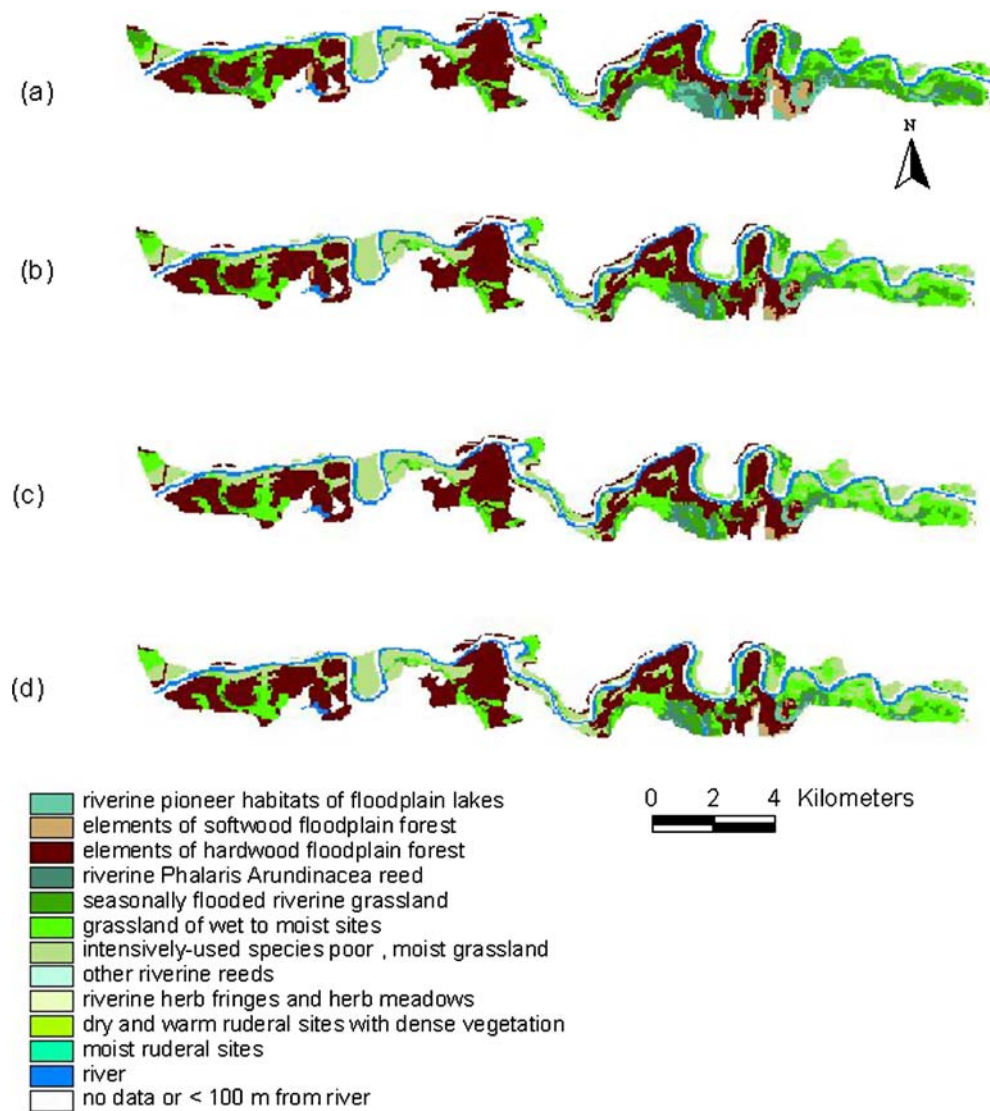 (a)
N
(b)
(c)
(d)
riverine pioneer habitats of floodplain lakes
elements of softwood floodplain forest
elements of hardwood floodplain forest
riverine Phalaris Arundinacea reed
seasonally flooded riverine grassland
grassland of wet to moist sites
intensively-used species poor , moist grassland
other riverine reeds
riverine herb fringes and herb meadows
dry and warm ruderal sites with dense vegetation
moist ruderal sites
river
no data or < 100 m from river
0 2 4 Kilometers